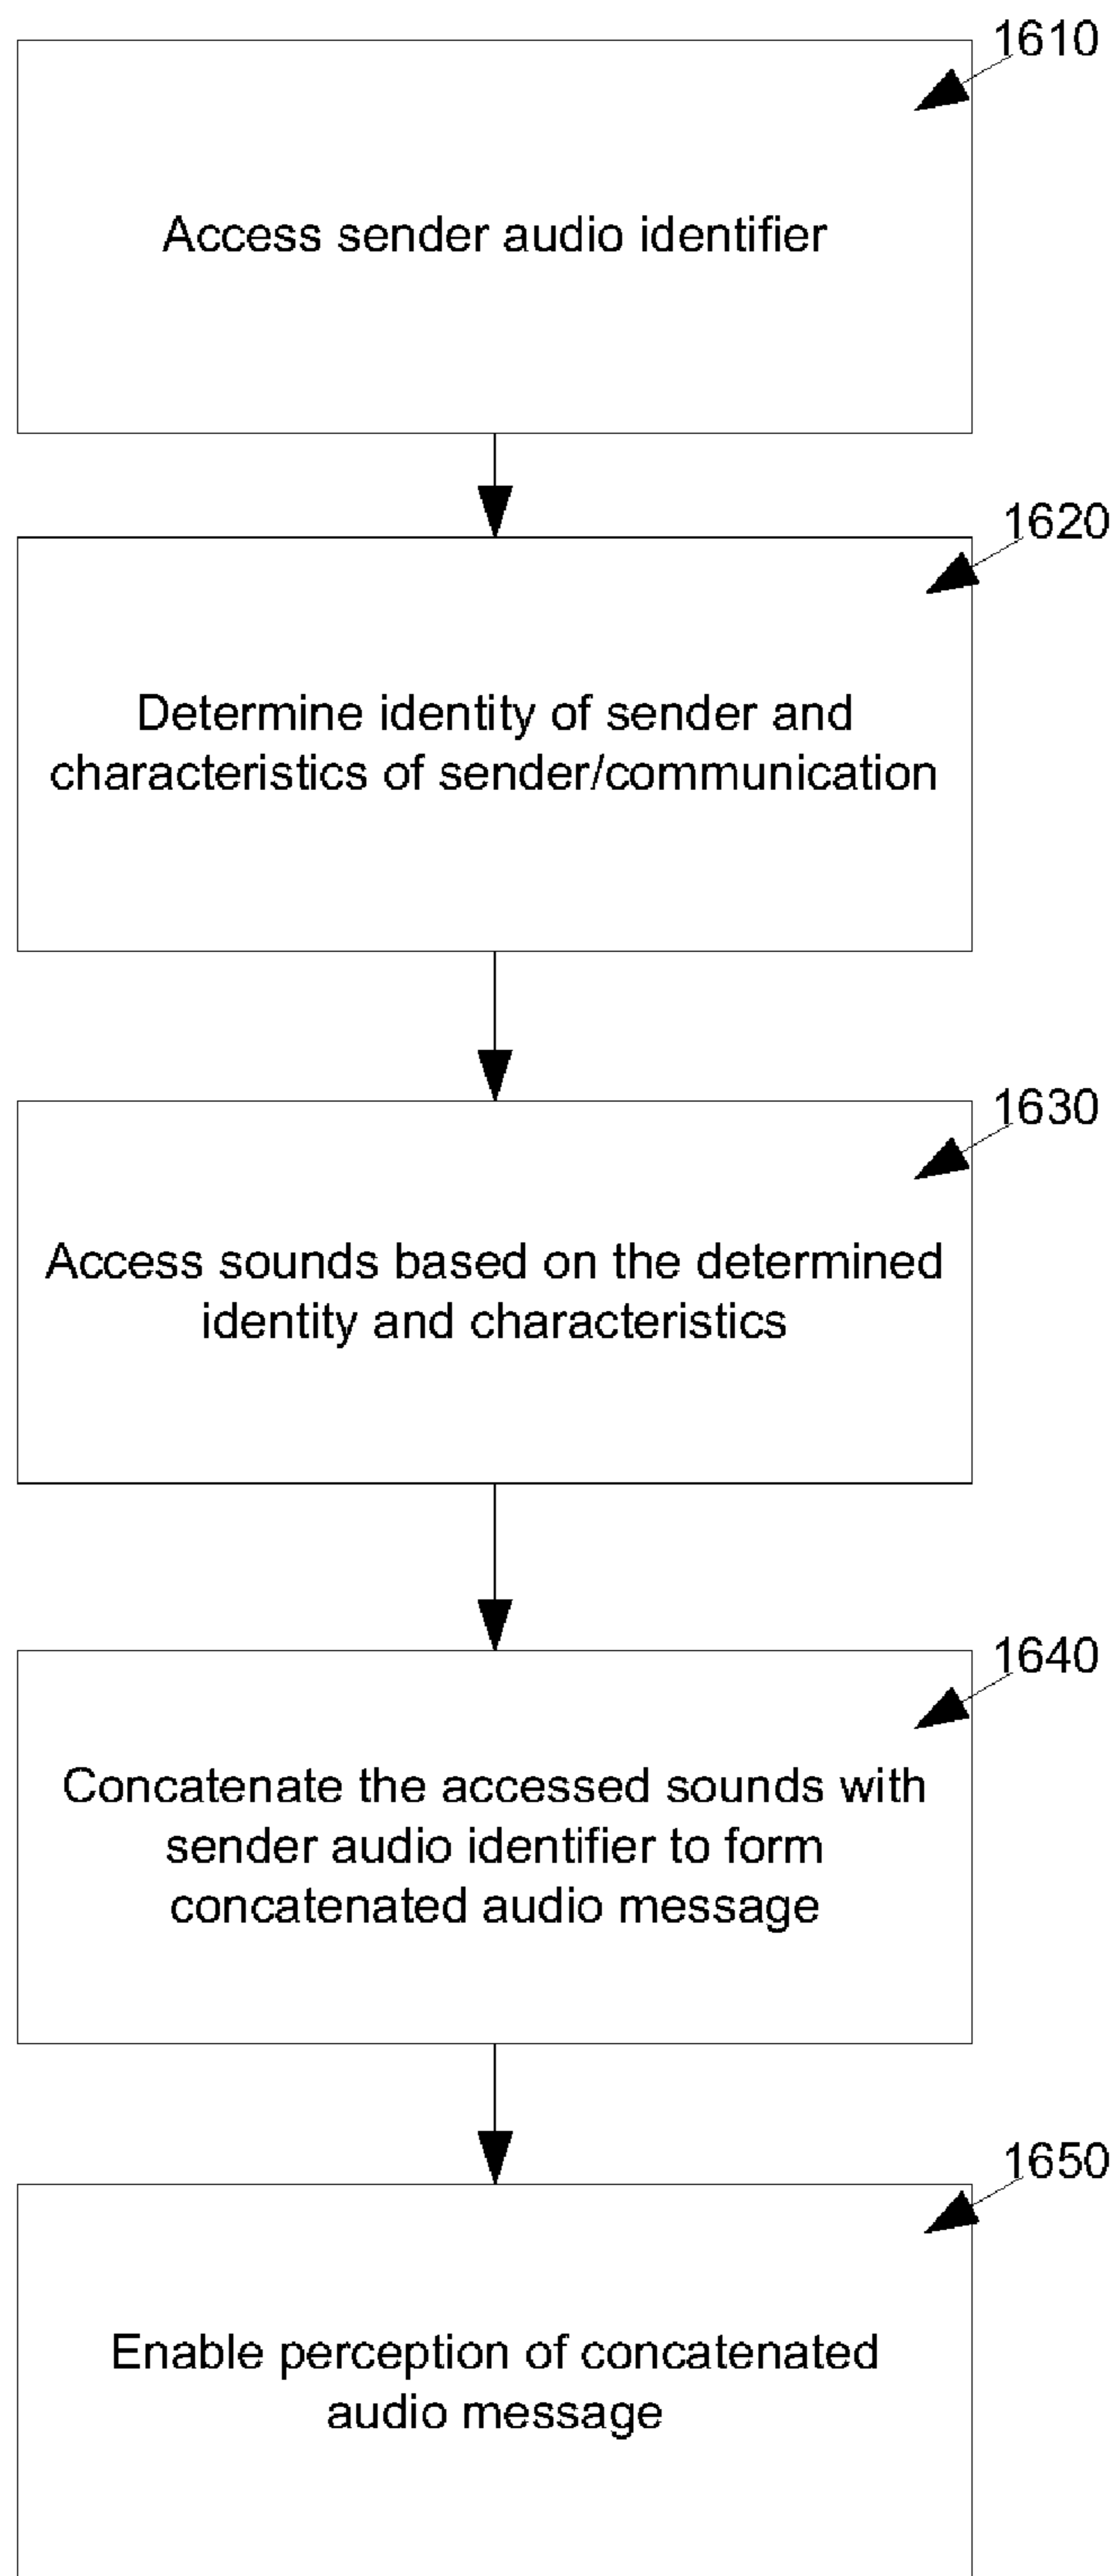 1610
Access sender audio identifier
1620
Determine identity of sender and
characteristics of sender/communication
1630
Access sounds based on the determined
identity and characteristics
1640
Concatenate the accessed sounds with
sender audio identifier to form
concatenated audio message
1650
Enable perception of concatenated
audio message